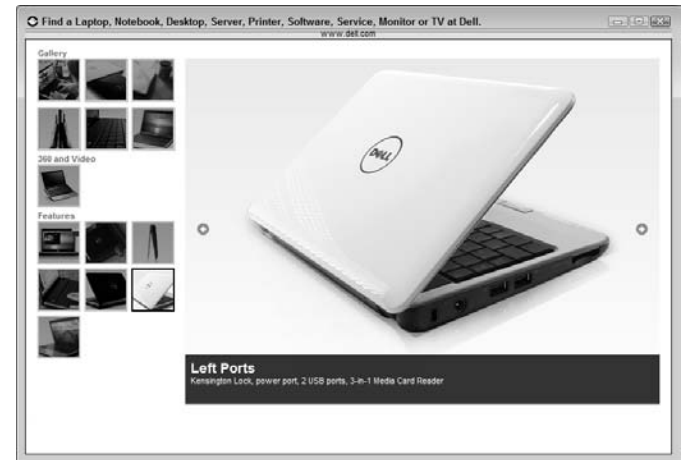 Find a Laptop, Notebook, Desktop, Server, Printer, Software, Service, Monitor or TV at Dell.
www.dell.com
Gallery
360 and Video
Features
DELL
Left Ports
Kensington Lock, power port, 2 USB ports, 3-in-1 Media Card Reader